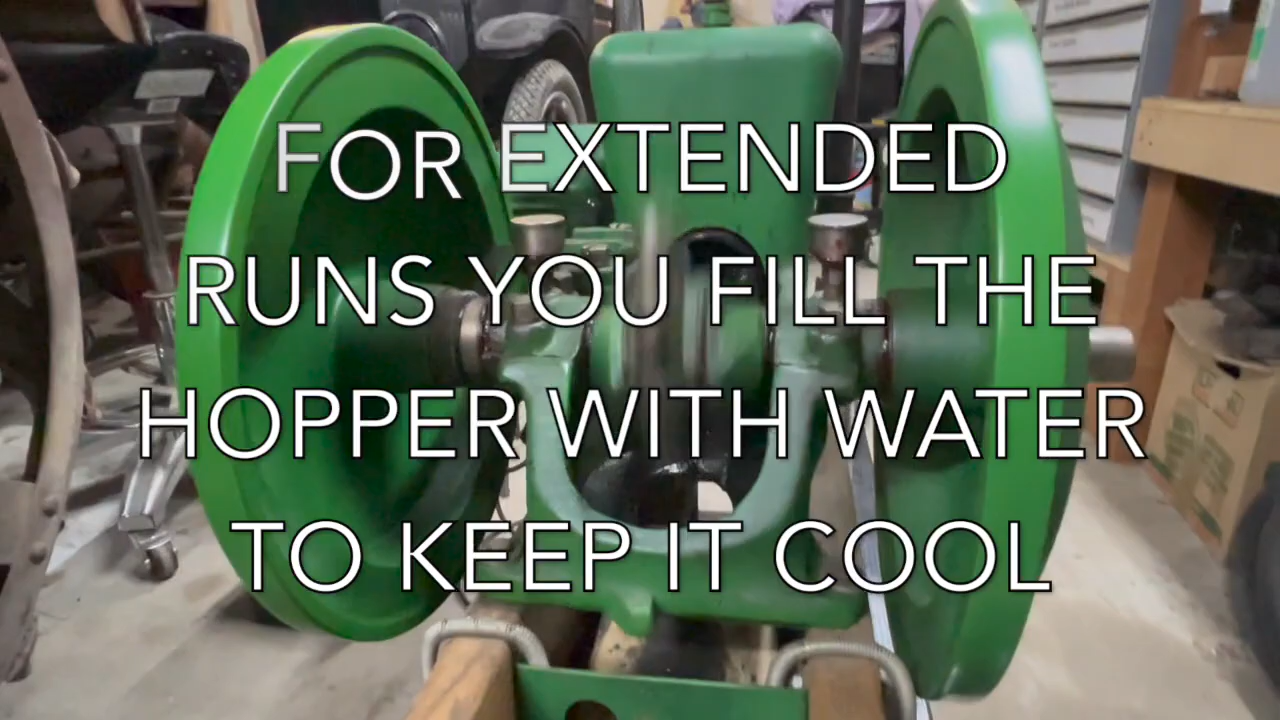 FOR EXTENDED
RUNS YOU FILL THE
HOPPER WITH WATER
TO KEEP IT COOL